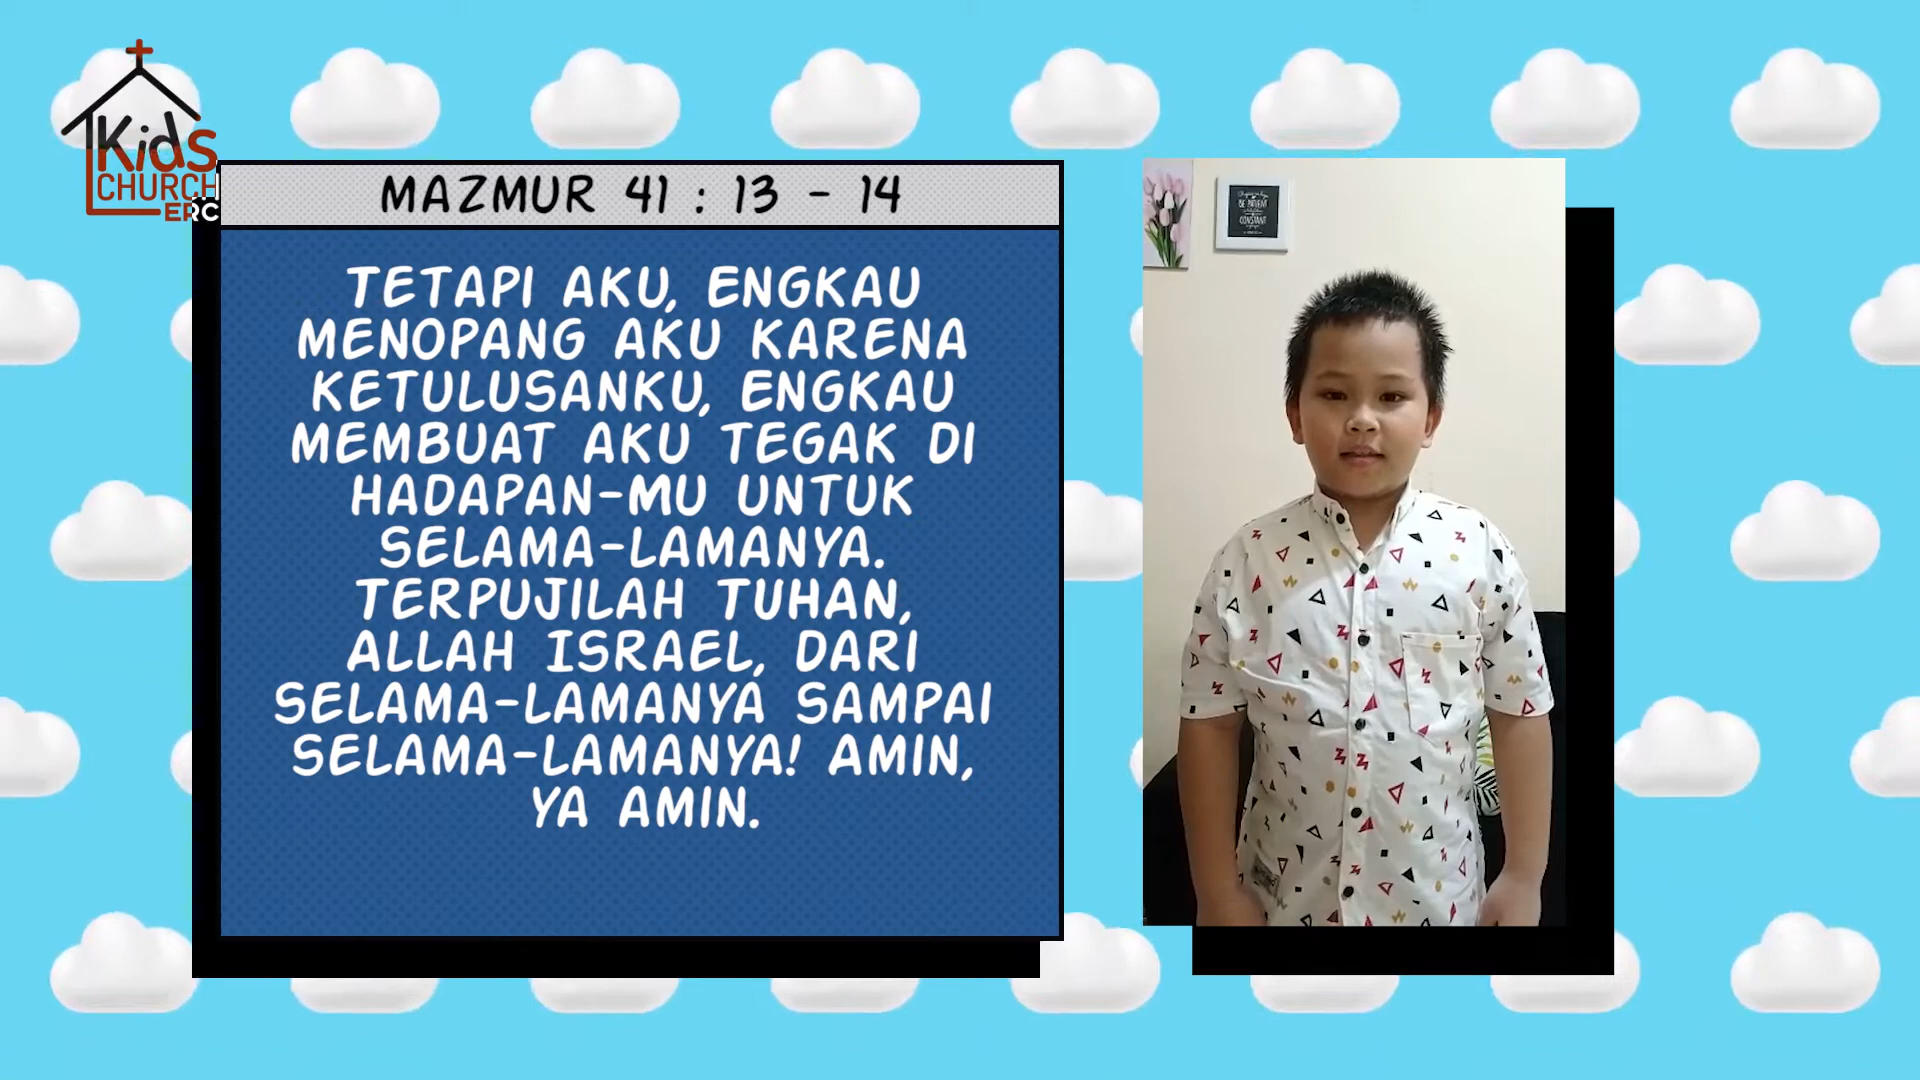 Kids
CHURCH
ERC
MAZMUR 41 : 13 - 14
TETAPI AKU, ENGKAU
MENOPANG AKU KARENA
KETULUSANKU, ENGKAU
MEMBUAT AKU TEGAK DI
HADAPAN-MU UNTUK
SELAMA-LAMANYA.
TERPUJILAH TUHAN,
ALLAH ISRAEL, DARI
SELAMA-LAMANYA SAMPAI
SELAMA-LAMANYA! AMIN,
YA AMIN.
BE PATIENT
CONSTANT